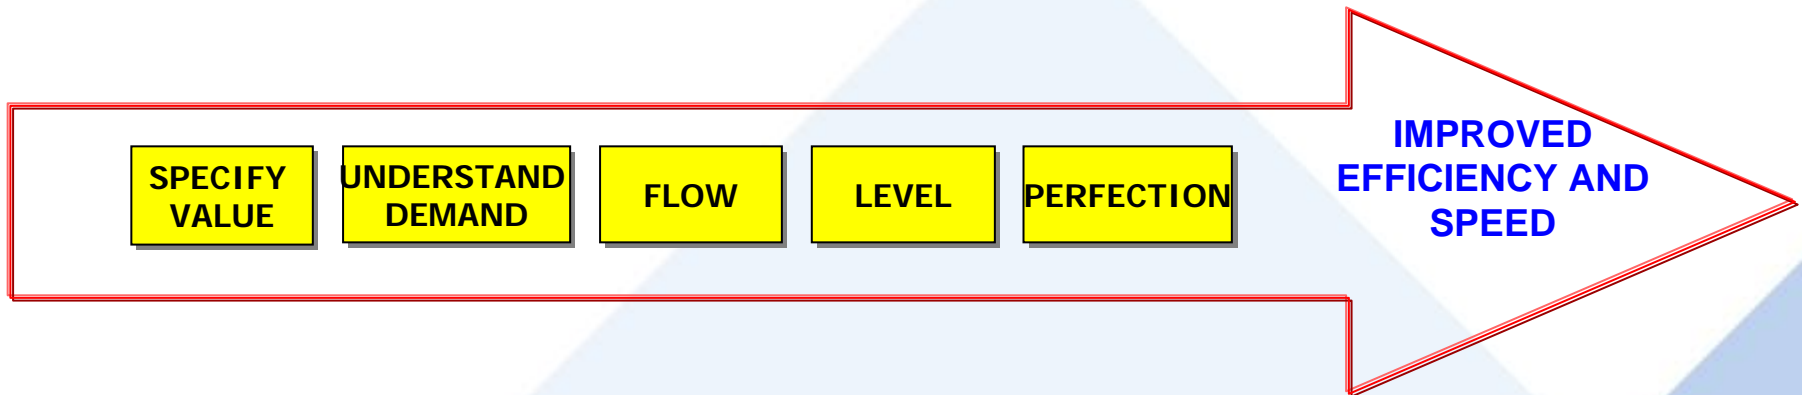 SPECIFY
VALUE
UNDERSTAND
DEMAND
FLOW
LEVEL
PERFECTION
IMPROVED
EFFICIENCY AND
SPEED